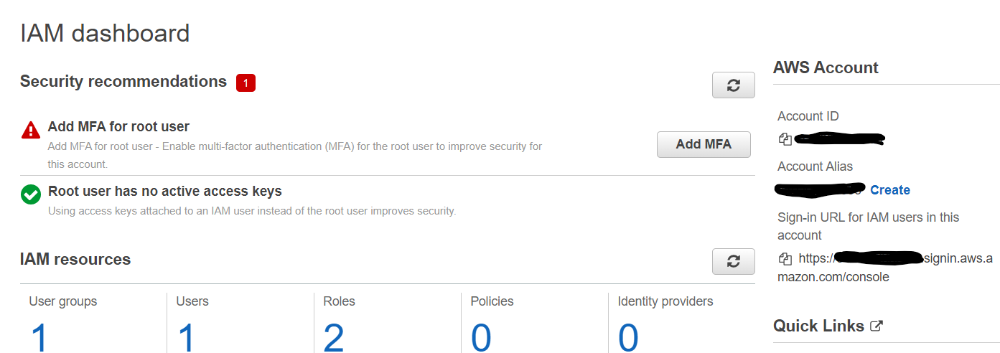 IAM dashboard
Security recommendations 1
Add MFA for root user
Add MFA for root user - Enable multi-factor authentication (MFA) for the root user to improve security for
this account.
Add MFA
Root user has no active access keys
Using access keys attached to an IAM user instead of the root user improves security.
IAM resources
User groups
1
Users
1
Roles
2
Policies
0
Identity providers
0
AWS Account
Account ID
Account Alias
Create
Sign-in URL for IAM users in this
account
https:/ signin.aws.a
mazon.com/console
Quick Links